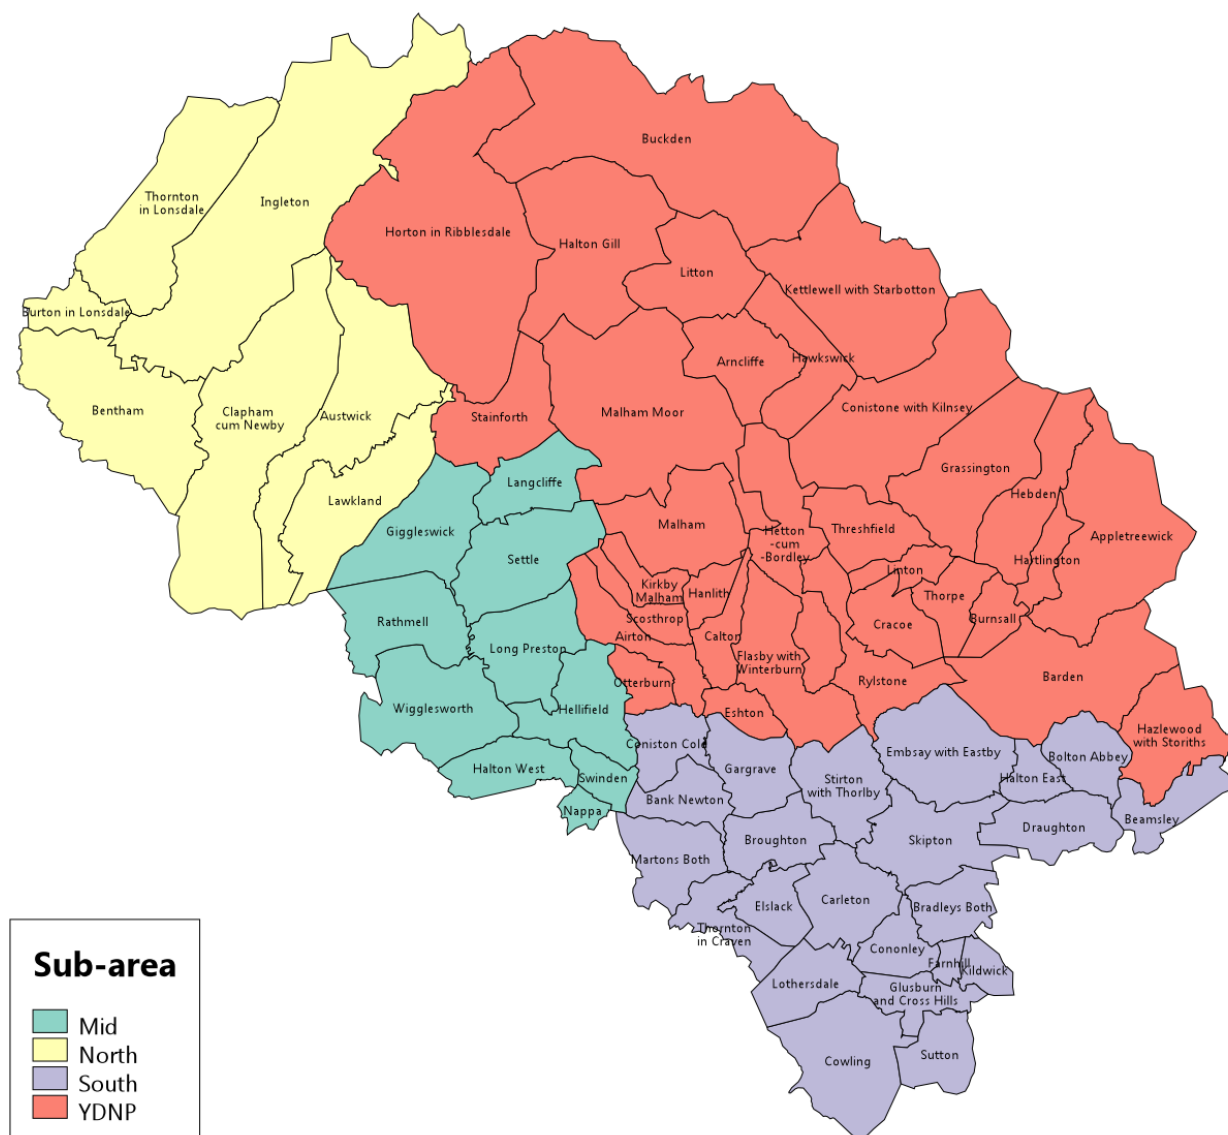 Buckden
Thornton
in Lonsdale
Ingleton
Horton in Ribblesdale
Halton Gill
Litton
Kettlewell with Starbotton
Burton in Lonsdale
Arncliffe
Hawkswick
Bentham
Clapham
cum Newby
Austwick
Stainforth
Malham Moor
Conistone with Kilnsey
Grassington
Langcliffe
Lawkland
Hebden
Giggleswick
Malham
Hetton
-cum
-Bordley
Threshfield
Appletreewick
Settle
Hartlington
Linton
Kirkby
Malham
Hanlith
Thorpe
Rathmell
Scosthrop
Burnsall
Cracoe
Airton
Calton
Long Preston
Flasby with
Winterburn
Otterburn
Rylstone
Barden
Wigglesworth
Hellifield
Eshton
Hazlewood
with Storiths
Coniston Cold
Embsay with Eastby
Bolton Abbey
Halton West
Gargrave
Swinden
Stirton
with Thorlby
Halton East
Bank Newton
Nappa
Beamsley
Draughton
Broughton
Skipton
Martons Both
Elslack
Carleton
Bradleys Both
Thornton
in Craven
Cononley
Farnhill
Kildwick
Lothersdale
Glusburn
and Cross Hills
Cowling
Sutton
Sub-area
Mid
North
South
YDNP